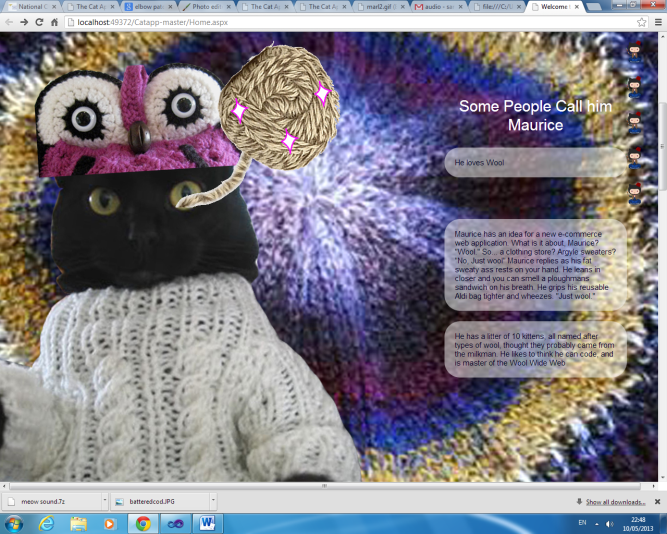 National G
The Cat Ap
elbow pat
Photo edit
The Cat Ap
The Cat Ap
marl2.gif (
audio - sa
file:///C:/U
Welcome t
localhost:49372/Catapp-master/Home.aspx
Some People Call him
Maurice
He loves Wool
Maurice has an idea for a new e-commerce
web application. What is it about, Maurice?
"Wool." So... a clothing store? Argyle sweaters?
"No. Just wool" Maurice replies as his fat
sweaty ass rests on your hand. He leans in
closer and you can smell a ploughmans
sandwich on his breath. He grips his reusable
Aldi bag tighter and wheezes. "Just wool."
He has a litter of 10 kittens, all named after
types of wool, thought they probably came from
the milkman. He likes to think he can code, and
is master of the Wool Wide Web
meow sound.7z
batteredcod.JPG
Show all downloads...
EN
22:48
10/05/2013